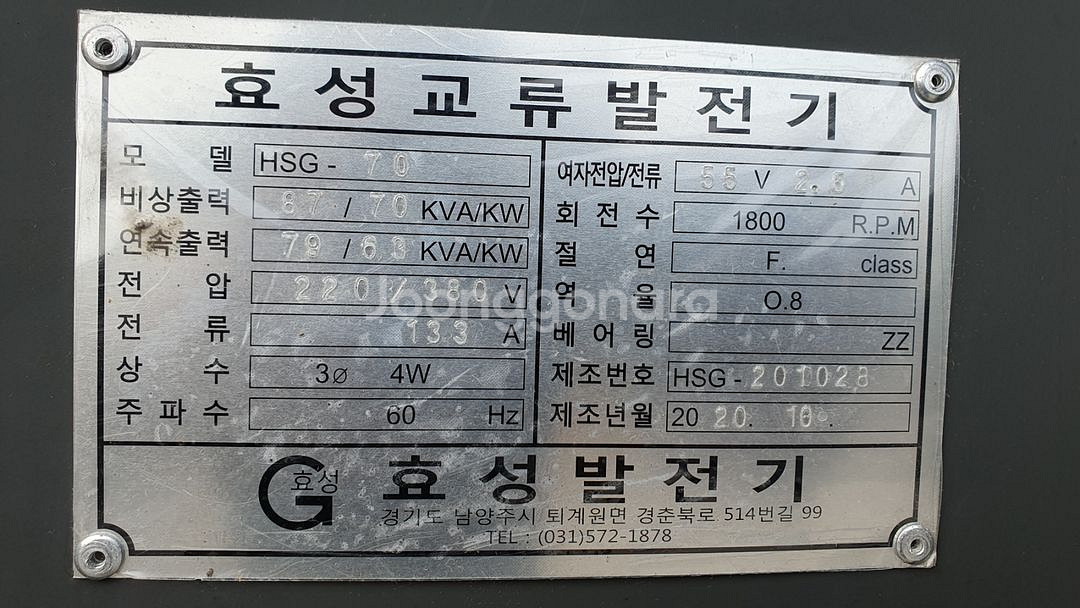 효성교류발전기
모 델 HSG - 70
비상출력 87 / 70 KVA/KW
연속출력 79 / 63 KVA/KW
전 압 220/380 V
전 류 133 A
상 수 3Ø 4W
주파수 60 Hz
여자전압/전류 55 V 2.5 A
회전수 1800 R.P.M
절 연 F. class
역 율 O.8
베어링 ZZ
제조번호 HSG - 201028
제조년월 20 20. 10.
효성 효성발전기
경기도 남양주시 퇴계원면 경춘북로 514번길 99
TEL : (031)572-1878
Joonggonara